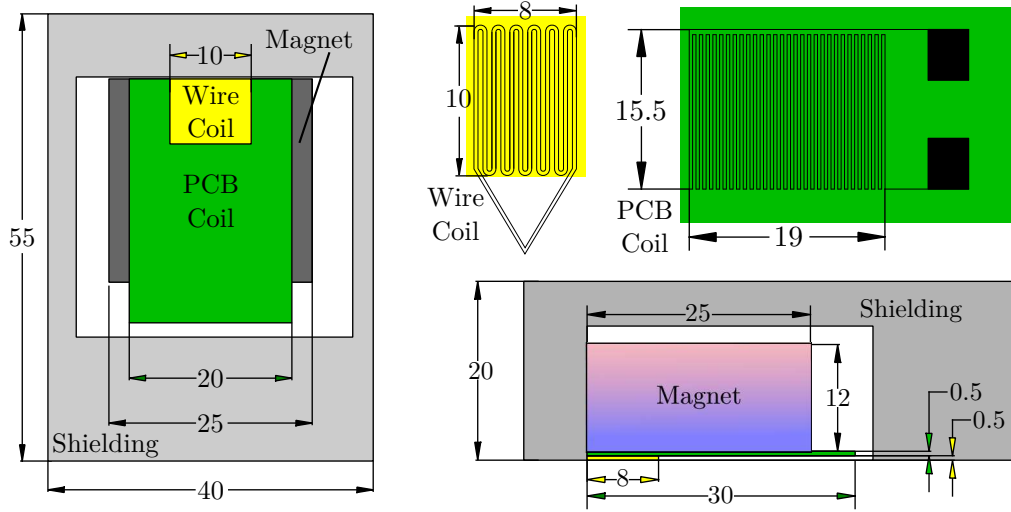 10
Magnet
Wire
Coil
PCB
Coil
55
20
25
Shielding
40
8
10
Wire
Coil
15.5
PCB
Coil
19
25
Shielding
20
Magnet
12
0.5
0.5
8
30